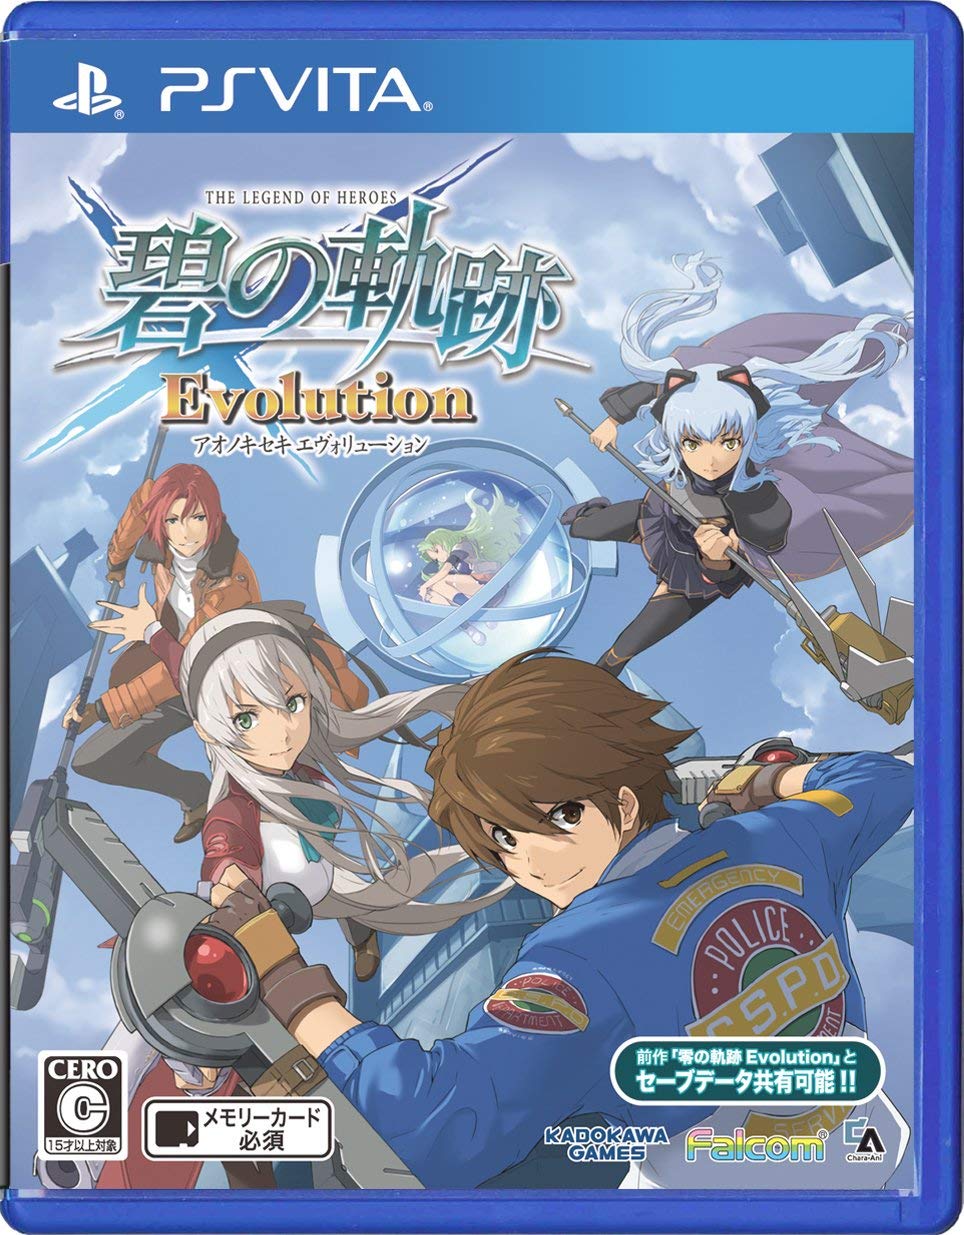 PSVITA
THE LEGEND OF HEROES
碧の軌跡
Evolution
アオノキセキ エヴォリューション
EMERGENCY
POLICE
C.S.P.D.
POLICE
前作「零の軌跡 Evolution」と
セーブデータ共有可能!!
CERO
C
15才以上対象
メモリーカード
必須
KADOKAWA
GAMES
Falcom
CA
Chara-Ani